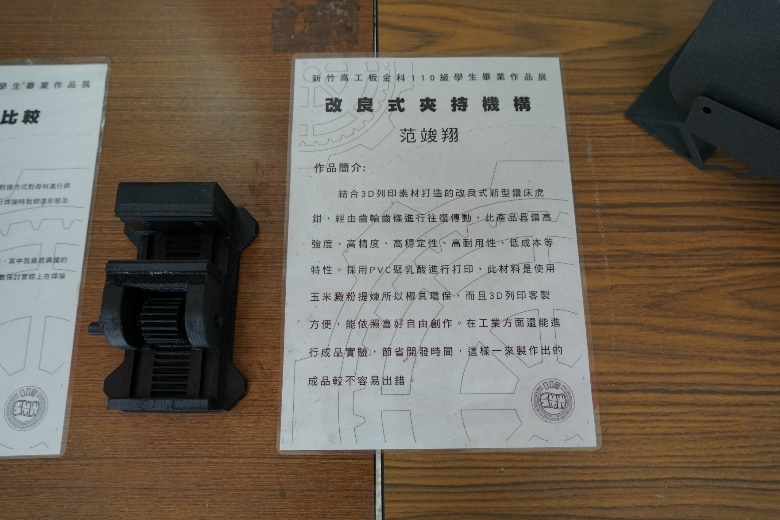 學生畢業作品展
比較
新竹高工板金科110級學生畢業作品展
改良式夾持機構
范竣翔
作品簡介:
結合3D列印素材打造的改良式新型鑽床虎
鉗，經由齒輪齒條進行往復傳動，此產品具備高
強度、高精度、高穩定性、高耐用性、低成本等
特性。採用PVC聚乳酸進行打印，此材料是使用
玉米澱粉提煉所以極具環保，而且3D列印客製
方便，能依照喜好自由創作。在工業方面還能進
行成品實驗，節省開發時間，這樣一來製作出的
成品較不容易出錯。